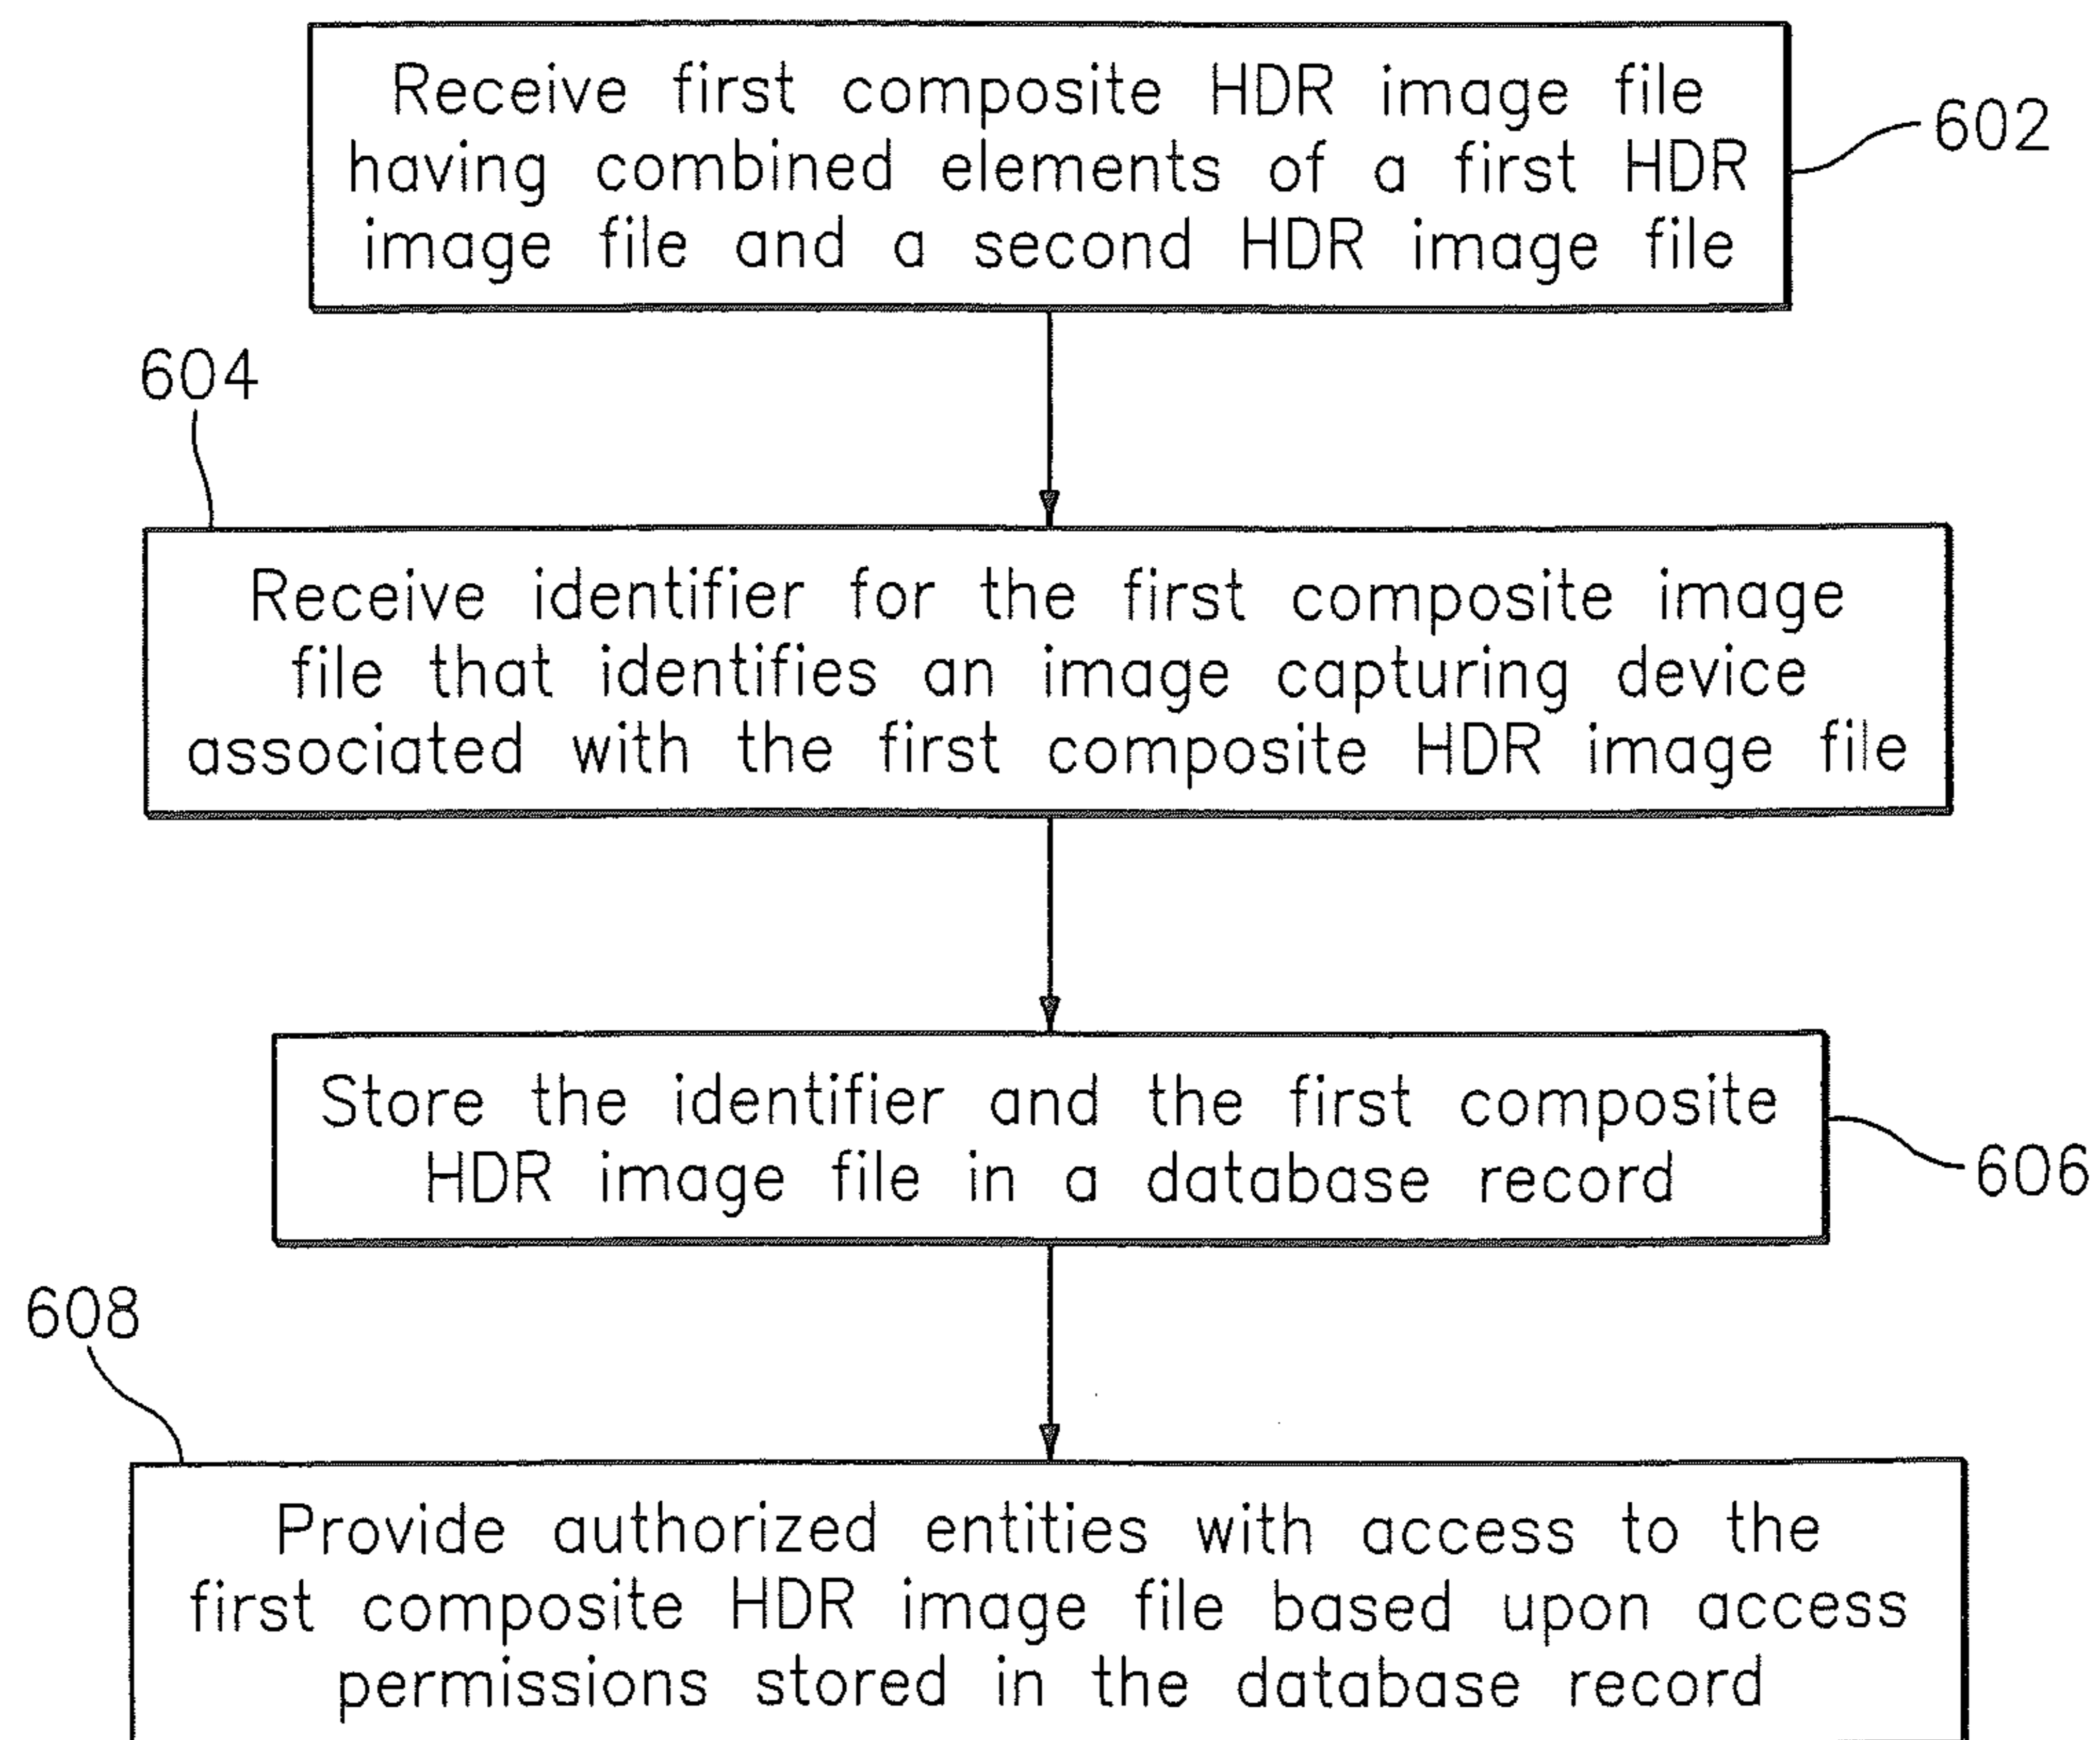 Receive first composite HDR image file
having combined elements of a first HDR
image file and a second HDR image file
602
604
Receive identifier for the first composite image
file that identifies an image capturing device
associated with the first composite HDR image file
Store the identifier and the first composite
HDR image file in a database record
606
608
Provide authorized entities with access to the
first composite HDR image file based upon access
permissions stored in the database record